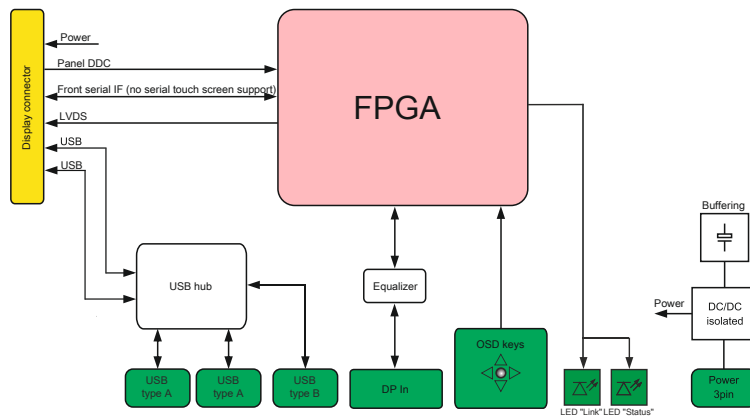 Display connector
Power
Panel DDC
Front serial IF (no serial touch screen support)
LVDS
USB
USB
FPGA
USB hub
Equalizer
USB
type A
USB
type A
USB
type B
DP In
OSD keys
LED "Link"
LED "Status"
Buffering
Power
DC/DC
isolated
Power
3pin